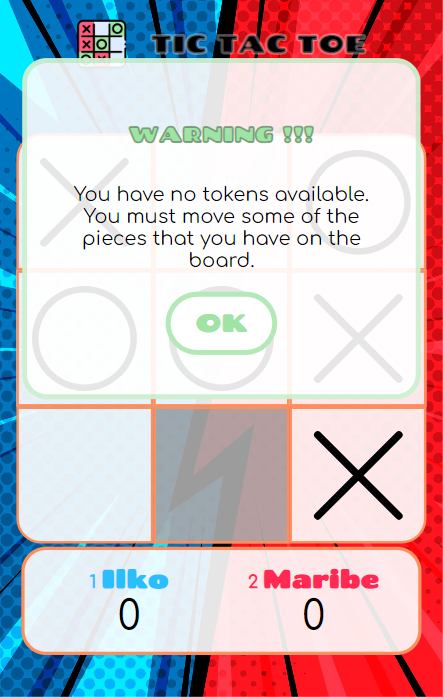 TIC TAC TOE
WARNING !!!
You have no tokens available.
You must move some of the
pieces that you have on the
board.
OK
1 Ilko
2 Maribe
0
0